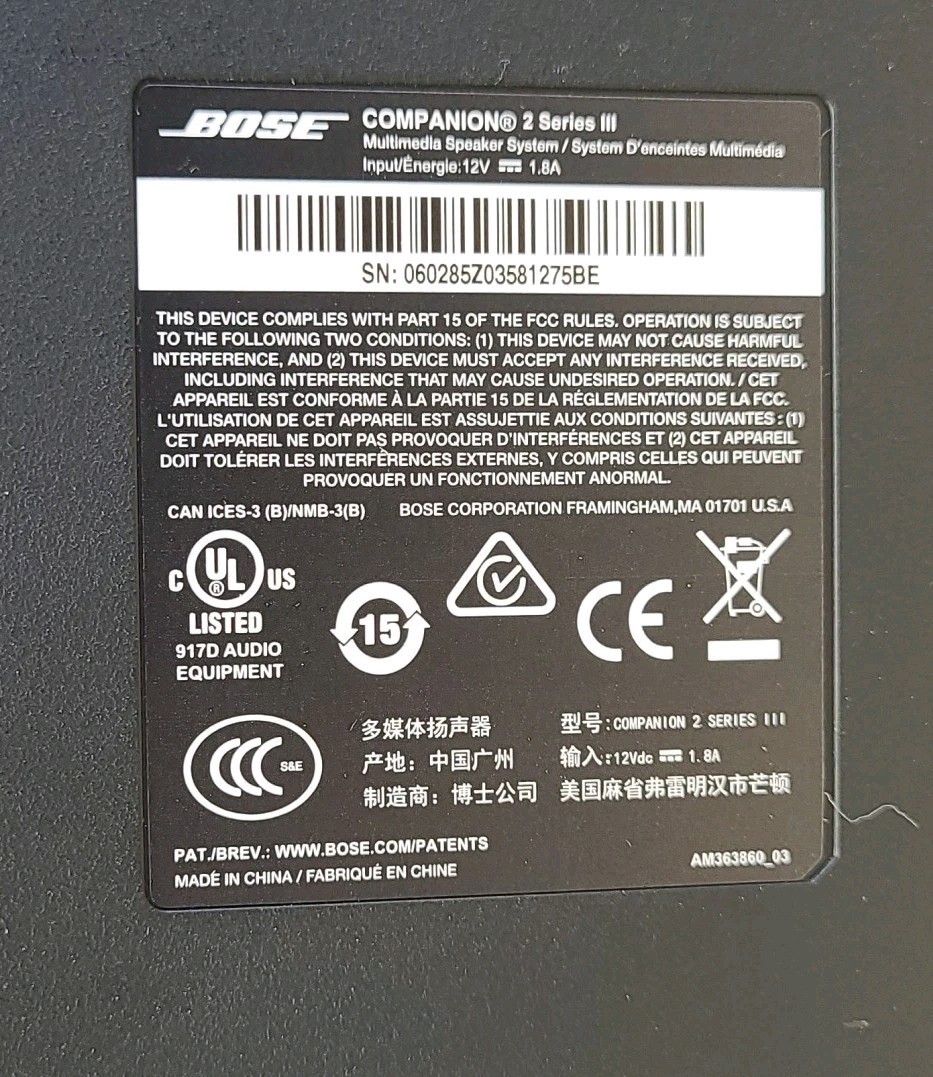 BOSE
COMPANION® 2 Series III
Multimedia Speaker System / System D'enceintes Multimédia
Input/Énergie:12V ⎓ 1.8A
SN: 060285Z03581275BE
THIS DEVICE COMPLIES WITH PART 15 OF THE FCC RULES. OPERATION IS SUBJECT
TO THE FOLLOWING TWO CONDITIONS: (1) THIS DEVICE MAY NOT CAUSE HARMFUL
INTERFERENCE, AND (2) THIS DEVICE MUST ACCEPT ANY INTERFERENCE RECEIVED,
INCLUDING INTERFERENCE THAT MAY CAUSE UNDESIRED OPERATION. / CET
APPAREIL EST CONFORME À LA PARTIE 15 DE LA RÉGLEMENTATION DE LA FCC.
L'UTILISATION DE CET APPAREIL EST ASSUJETTIE AUX CONDITIONS SUIVANTES : (1)
CET APPAREIL NE DOIT PAS PROVOQUER D'INTERFÉRENCES ET (2) CET APPAREIL
DOIT TOLÉRER LES INTERFÉRENCES EXTERNES, Y COMPRIS CELLES QUI PEUVENT
PROVOQUER UN FONCTIONNEMENT ANORMAL.
CAN ICES-3 (B)/NMB-3(B) BOSE CORPORATION FRAMINGHAM,MA 01701 U.S.A
C UL® US
LISTED
917D AUDIO
EQUIPMENT
15
CE
CCC S&E
多媒体扬声器 型号:COMPANION 2 SERIES III
产地：中国广州 输入:12Vdc ⎓ 1.8A
制造商：博士公司 美国麻省弗雷明汉市芒顿
PAT./BREV.: WWW.BOSE.COM/PATENTS
AM363860_03
MADE IN CHINA / FABRIQUÉ EN CHINE